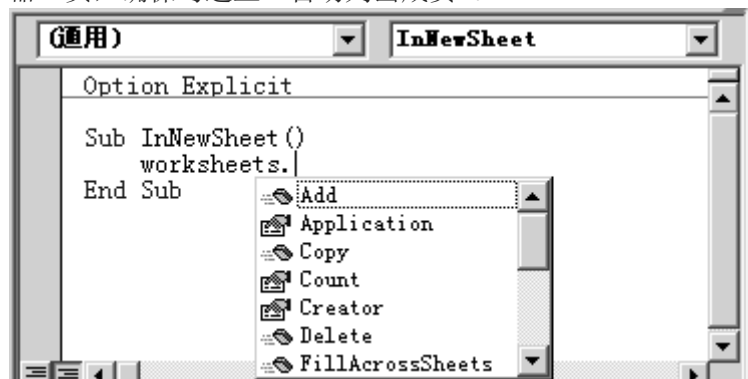 (通用) InNewSheet
Option Explicit
Sub InNewSheet()
worksheets.
End Sub
Add
Application
Copy
Count
Creator
Delete
FillAcrossSheets